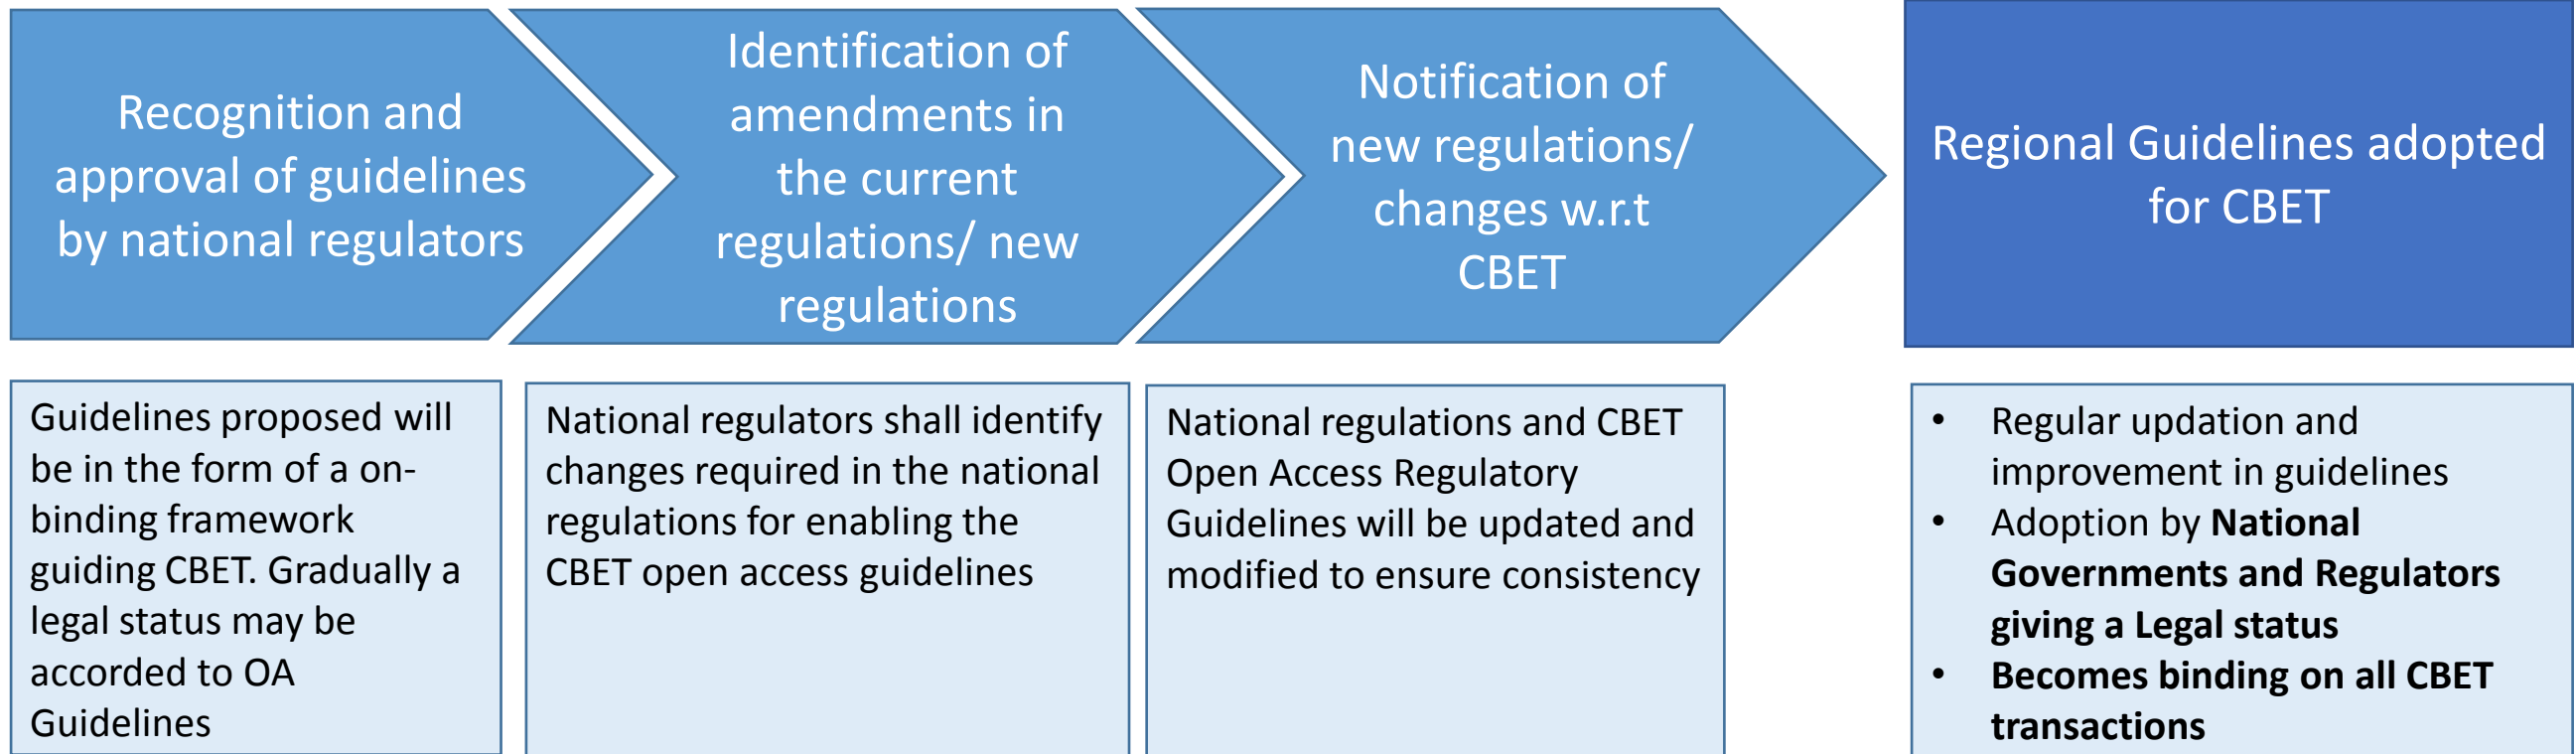 Recognition and
approval of guidelines
by national regulators
Identification of
amendments in
the current
regulations/ new
regulations
Notification of
new regulations/
changes w.r.t
CBET
Regional Guidelines adopted
for CBET
Guidelines proposed will
be in the form of a on-
binding framework
guiding CBET. Gradually a
legal status may be
accorded to OA
Guidelines
National regulators shall identify
changes required in the national
regulations for enabling the
CBET open access guidelines
National regulations and CBET
Open Access Regulatory
Guidelines will be updated and
modified to ensure consistency
• Regular updation and
improvement in guidelines
• Adoption by National
Governments and Regulators
giving a Legal status
• Becomes binding on all CBET
transactions